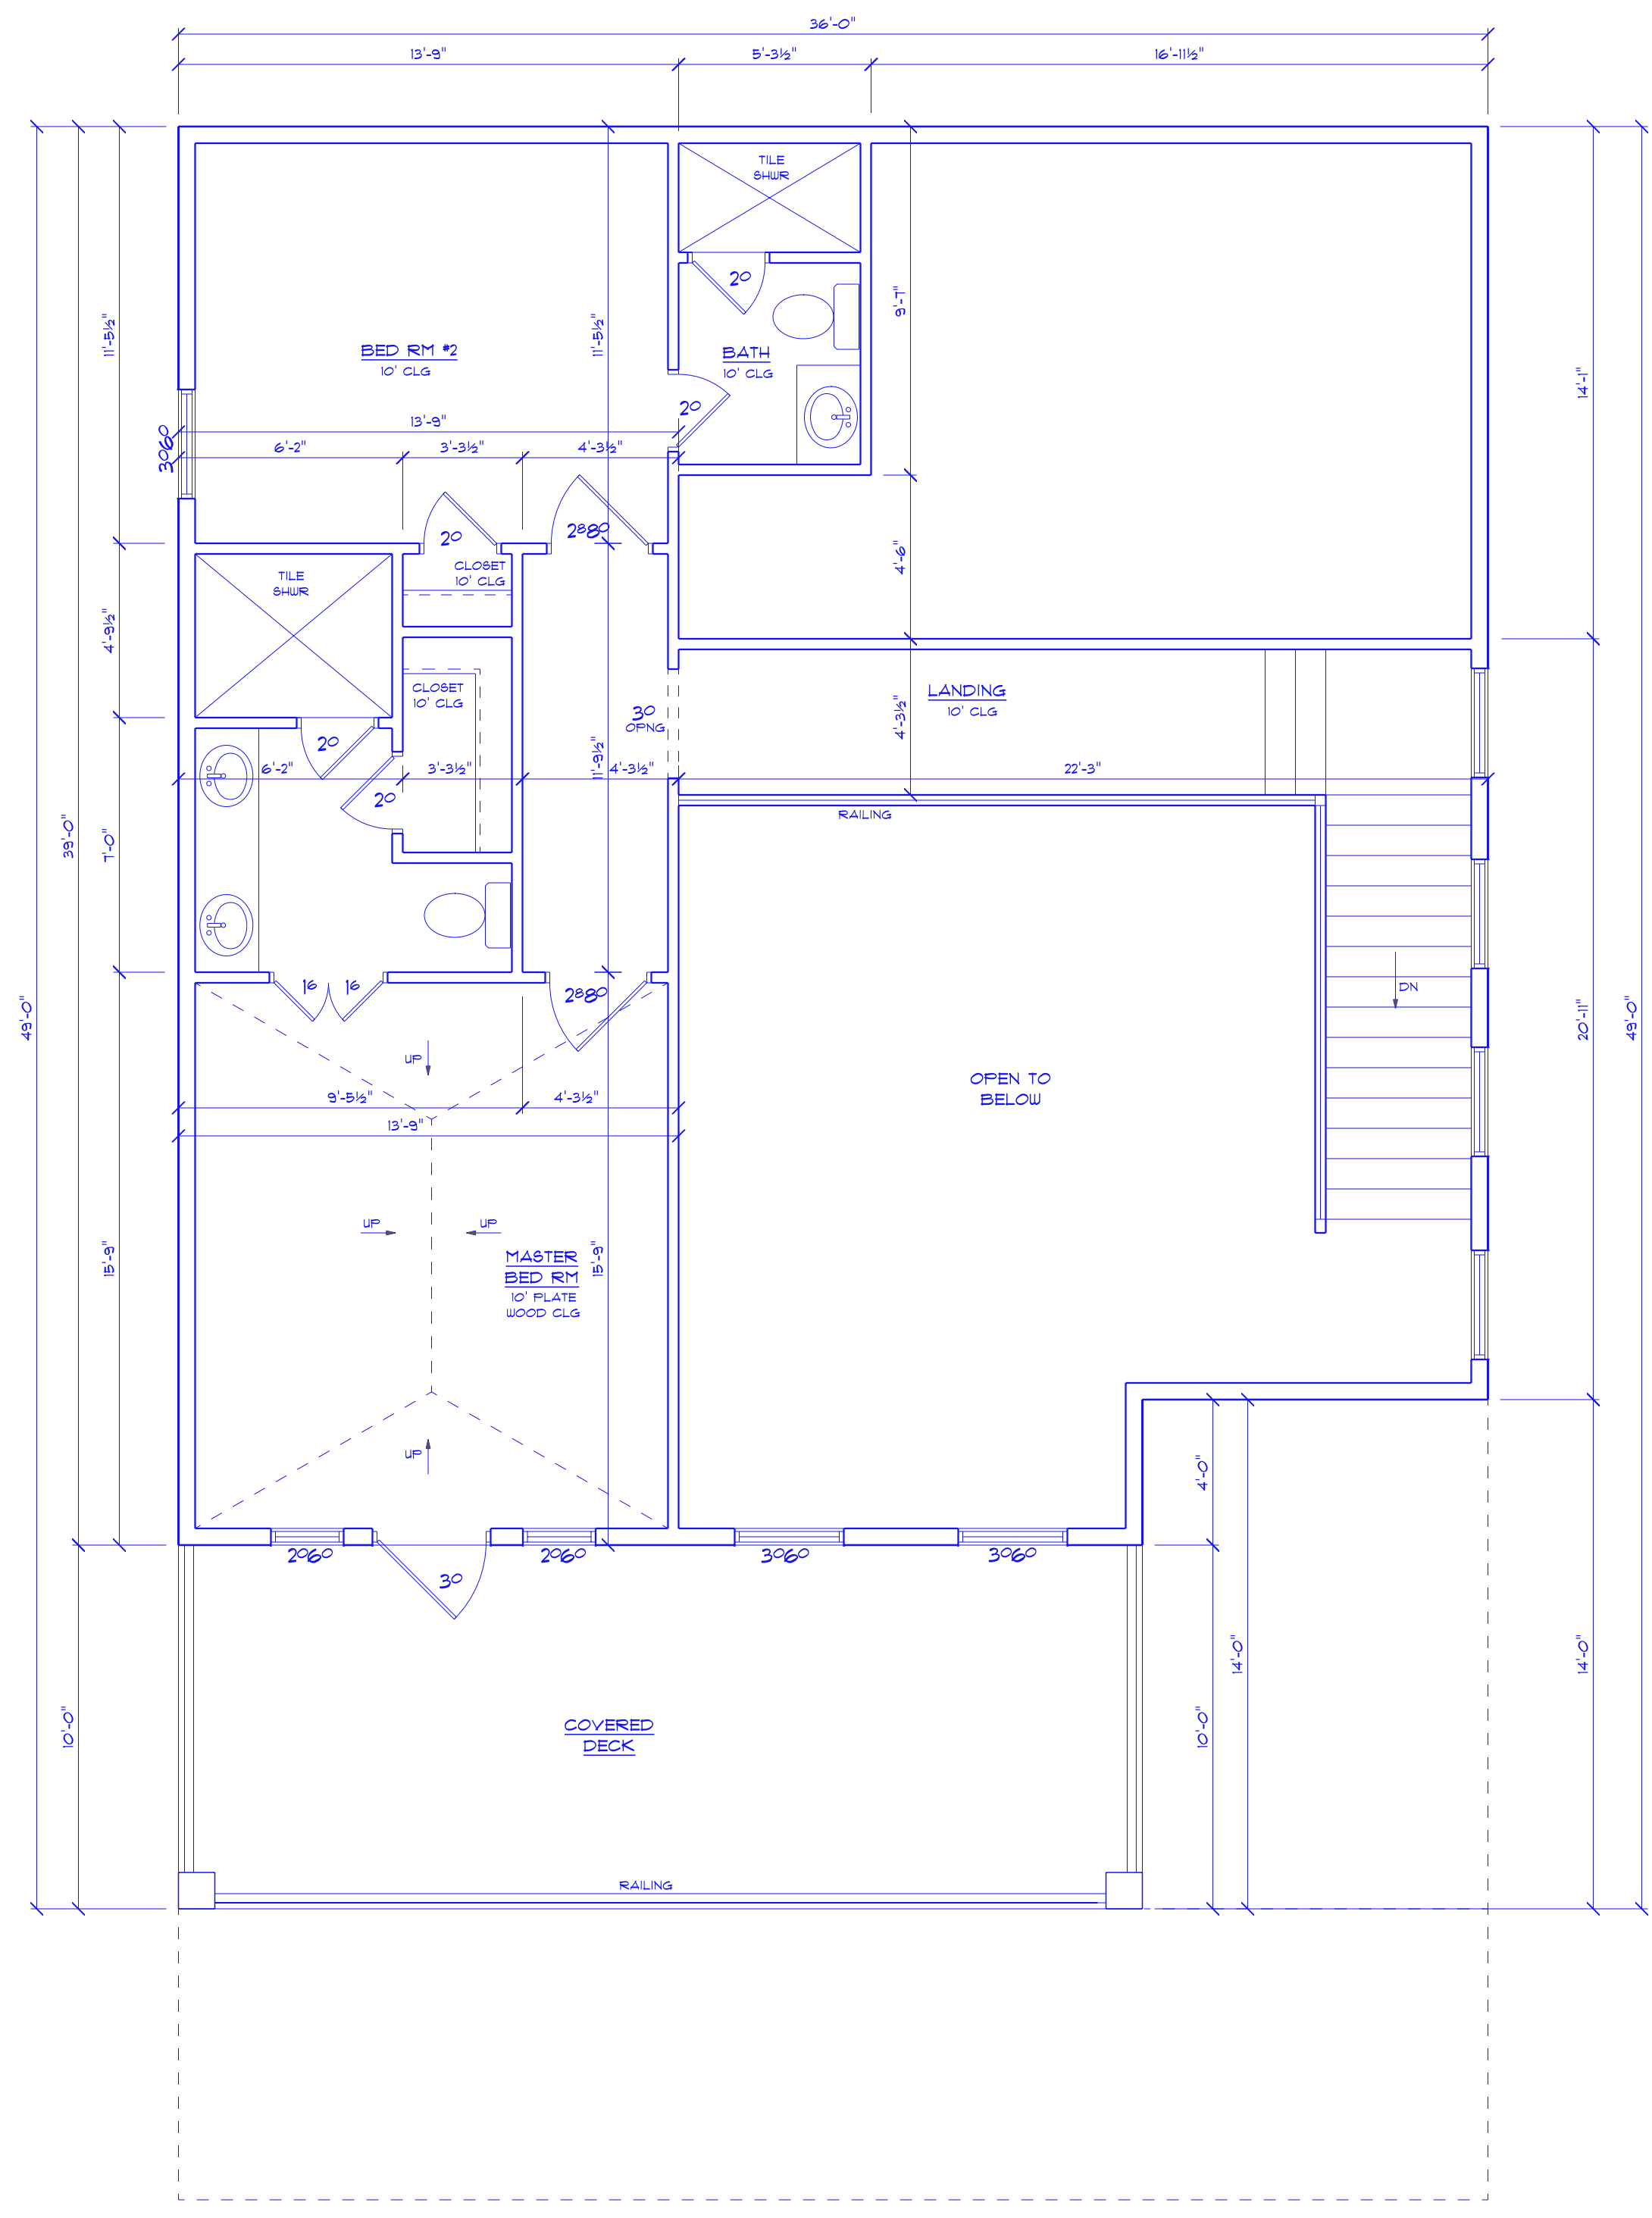 36'-0"
13'-9"
5'-3½"
16'-11½"
TILE
SHWR
20
11'-5½"
11'-5½"
9'-7"
14'-1"
BED RM #2
10' CLG
BATH
10' CLG
20
13'-9"
3060
6'-2"
3'-3½"
4'-3½"
20
2880
4'-6"
CLOSET
10' CLG
TILE
SHWR
4'-9½"
CLOSET
10' CLG
LANDING
10' CLG
30
OPNG
4'-3½"
20
11'-9½"
6'-2"
3'-3½"
4'-3½"
22'-3"
20
RAILING
39'-0"
7'-0"
16
16
2880
DN
49'-0"
20'-11"
49'-0"
UP
OPEN TO
BELOW
9'-5½"
4'-3½"
13'-9"
UP
UP
15'-9"
MASTER
BED RM
10' PLATE
WOOD CLG
15'-9"
UP
4'-0"
2060
2060
3060
3060
30
14'-0"
14'-0"
10'-0"
COVERED
DECK
10'-0"
RAILING